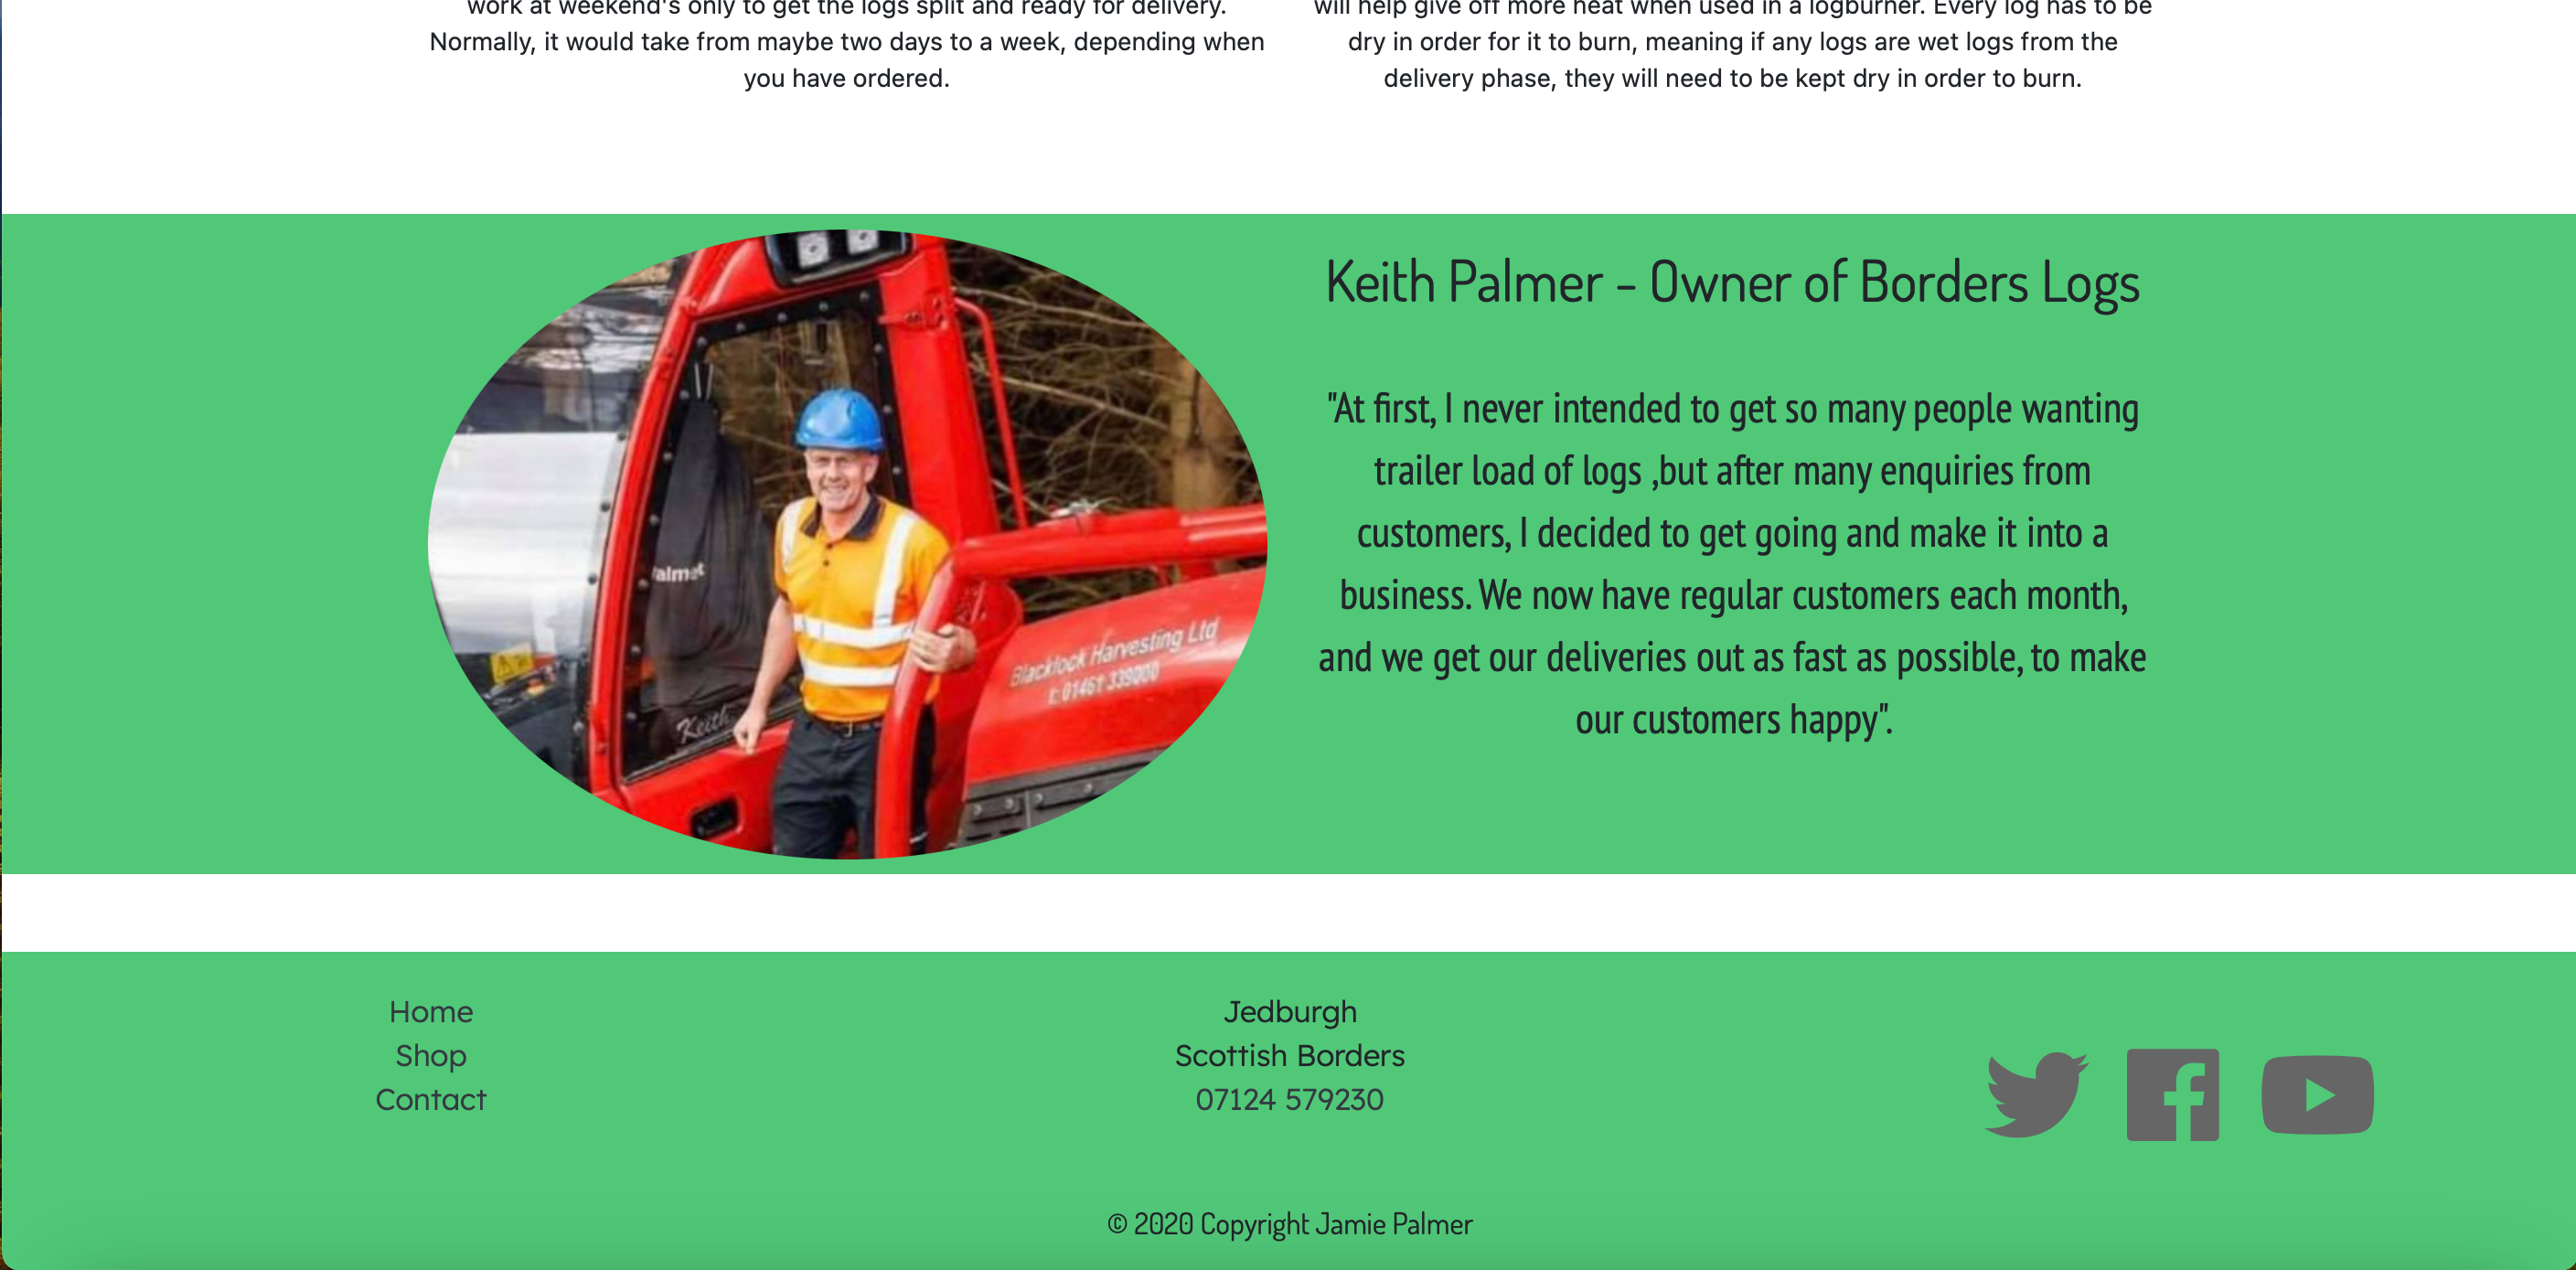 work at weekend's only to get the logs split and ready for delivery.
Normally, it would take from maybe two days to a week, depending when
you have ordered.
will help give off more heat when used in a logburner. Every log has to be
dry in order for it to burn, meaning if any logs are wet logs from the
delivery phase, they will need to be kept dry in order to burn.
almet
Keith
Blacklock Harvesting Ltd
t: 01461 339000
Keith Palmer - Owner of Borders Logs
"At first, I never intended to get so many people wanting
trailer load of logs ,but after many enquiries from
customers, I decided to get going and make it into a
business. We now have regular customers each month,
and we get our deliveries out as fast as possible, to make
our customers happy".
Home
Shop
Contact
Jedburgh
Scottish Borders
07124 579230
© 2020 Copyright Jamie Palmer